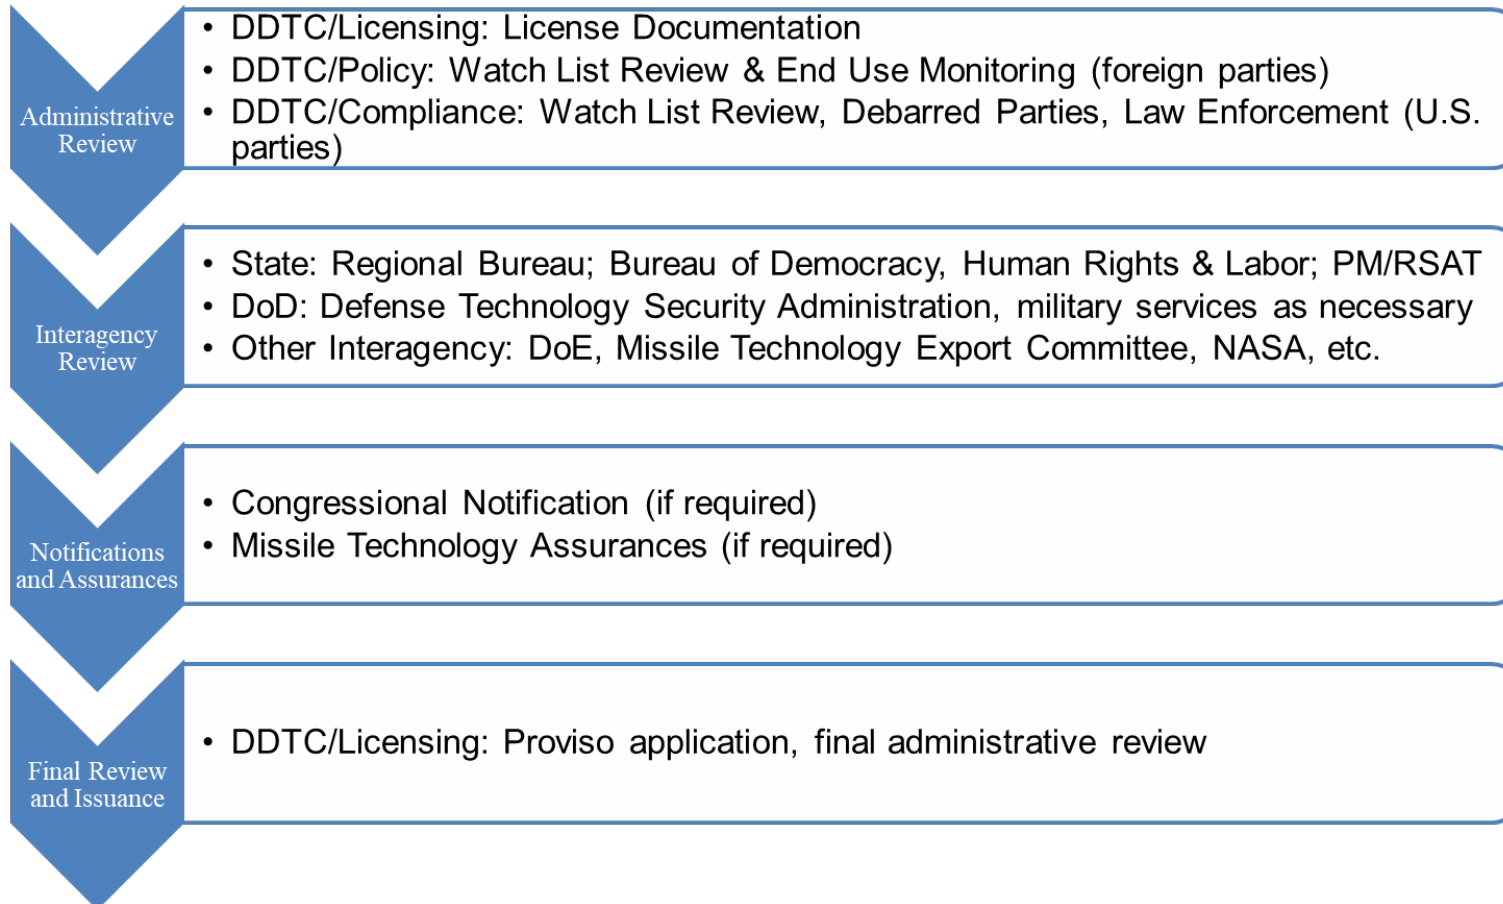 Administrative
Review
• DDTC/Licensing: License Documentation
• DDTC/Policy: Watch List Review & End Use Monitoring (foreign parties)
• DDTC/Compliance: Watch List Review, Debarred Parties, Law Enforcement (U.S.
parties)
Interagency
Review
• State: Regional Bureau; Bureau of Democracy, Human Rights & Labor; PM/RSAT
• DoD: Defense Technology Security Administration, military services as necessary
• Other Interagency: DoE, Missile Technology Export Committee, NASA, etc.
Notifications
and Assurances
• Congressional Notification (if required)
• Missile Technology Assurances (if required)
Final Review
and Issuance
• DDTC/Licensing: Proviso application, final administrative review